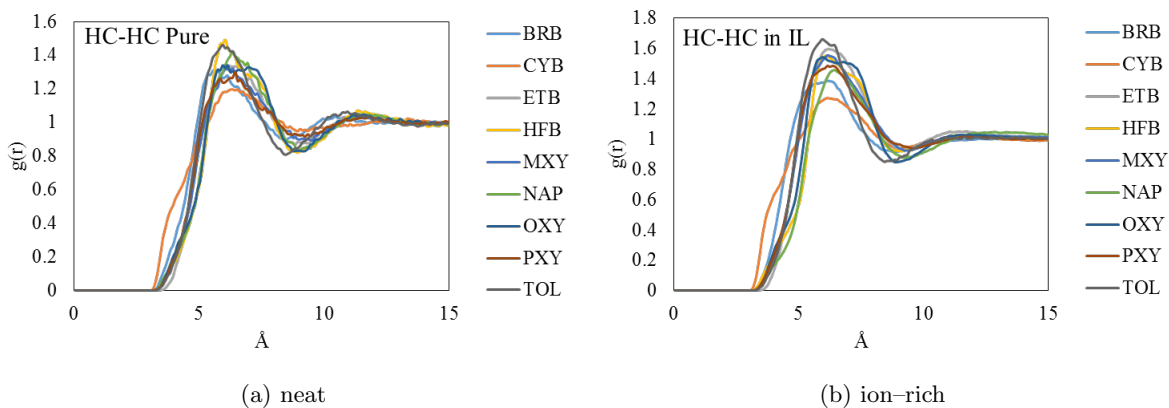 HC-HC Pure
g(r)
1.6
1.4
1.2
1
0.8
0.6
0.4
0.2
0
0
5
10
15
Å
BRB
CYB
ETB
HFB
MXY
NAP
OXY
PXY
TOL
(a) neat
HC-HC in IL
g(r)
1.8
1.6
1.4
1.2
1
0.8
0.6
0.4
0.2
0
0
5
10
15
Å
BRB
CYB
ETB
HFB
MXY
NAP
OXY
PXY
TOL
(b) ion–rich